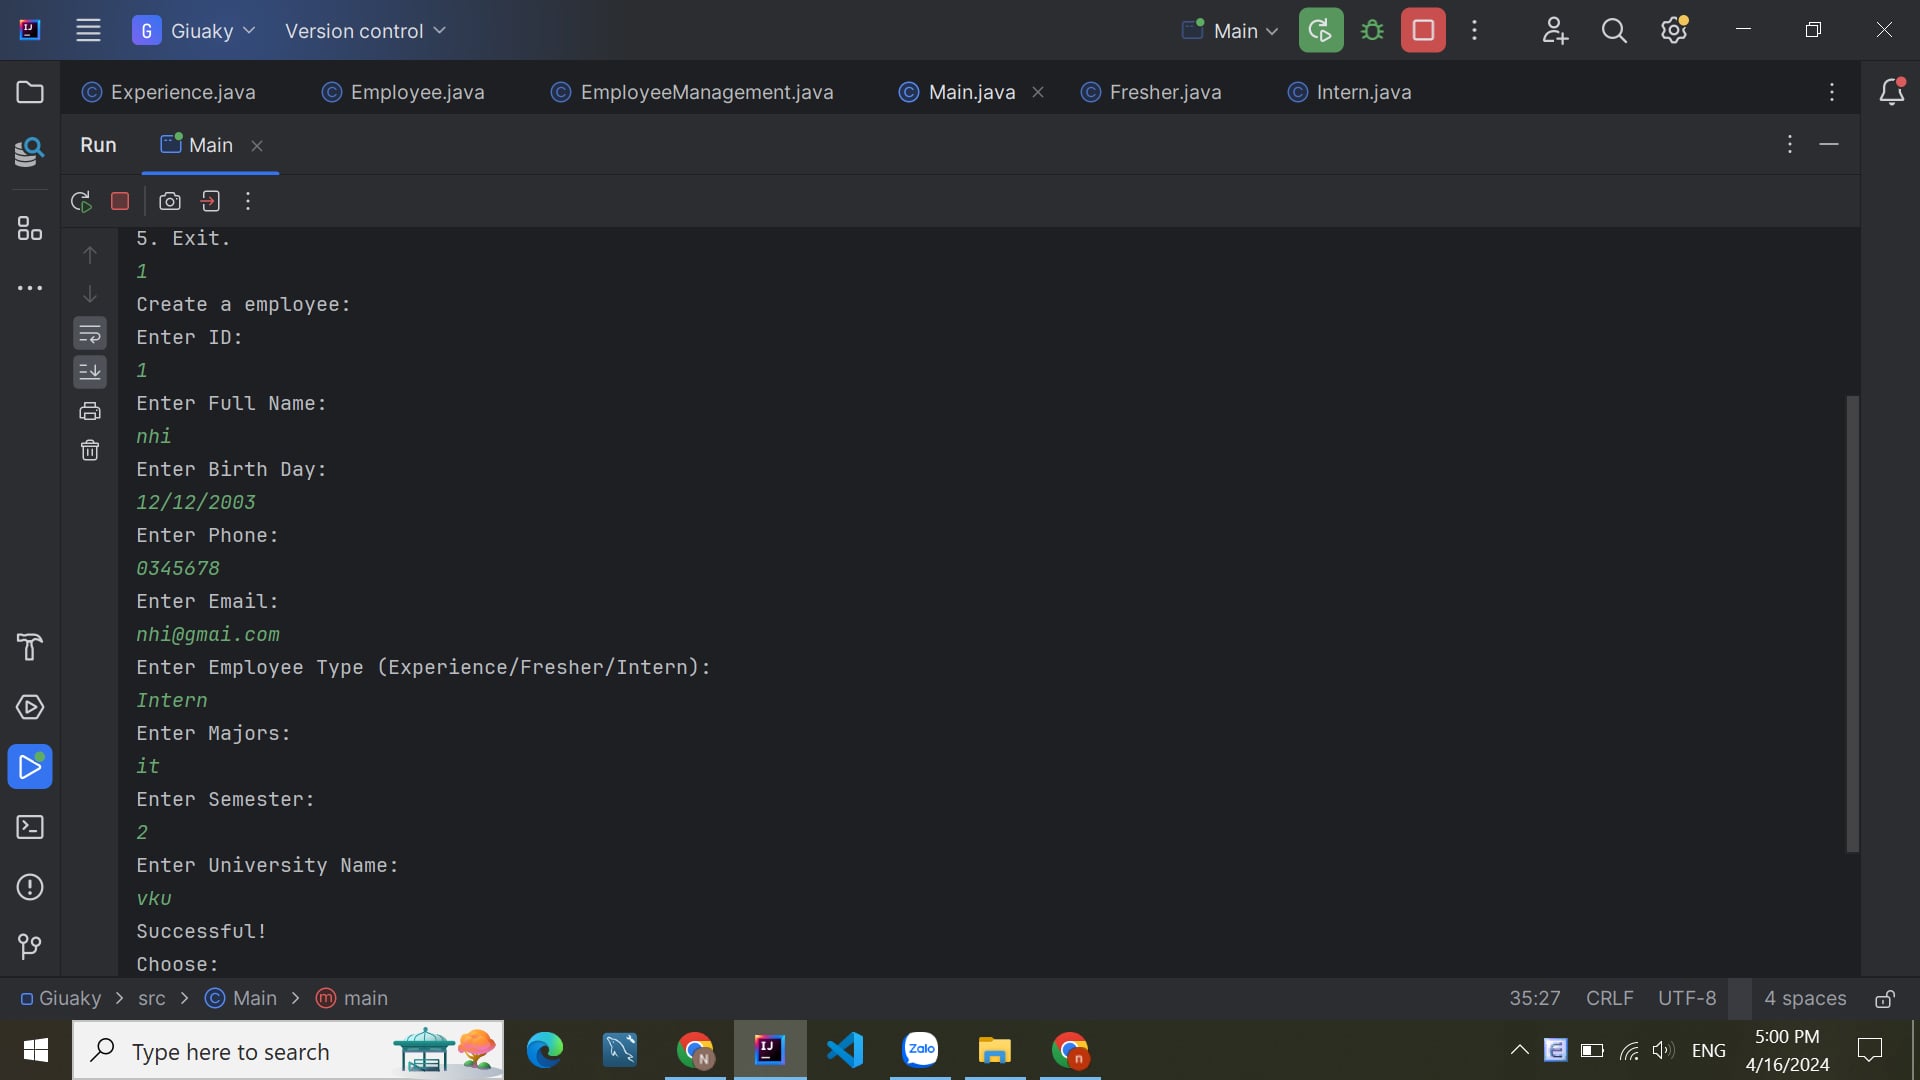 G Giuaky Version control Main
Experience.java Employee.java EmployeeManagement.java Main.java Fresher.java Intern.java
Run Main
5. Exit.
1
Create a employee:
Enter ID:
1
Enter Full Name:
nhi
Enter Birth Day:
12/12/2003
Enter Phone:
0345678
Enter Email:
nhi@gmai.com
Enter Employee Type (Experience/Fresher/Intern):
Intern
Enter Majors:
it
Enter Semester:
2
Enter University Name:
vku
Successful!
Choose:
Giuaky > src > Main > main 35:27 CRLF UTF-8 4 spaces
Type here to search Zalo ENG 5:00 PM
4/16/2024